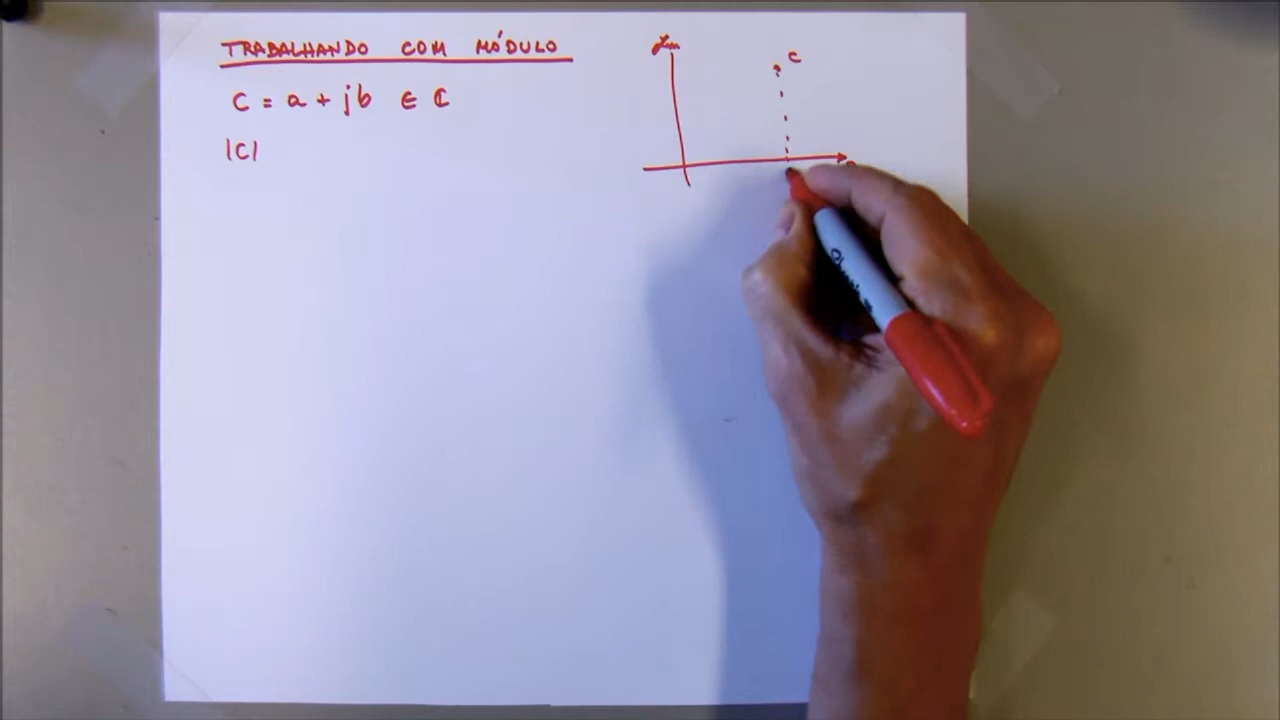 TRABALHANDO COM MÓDULO
C = a + jb ∈ ℂ
|C|
Im
C